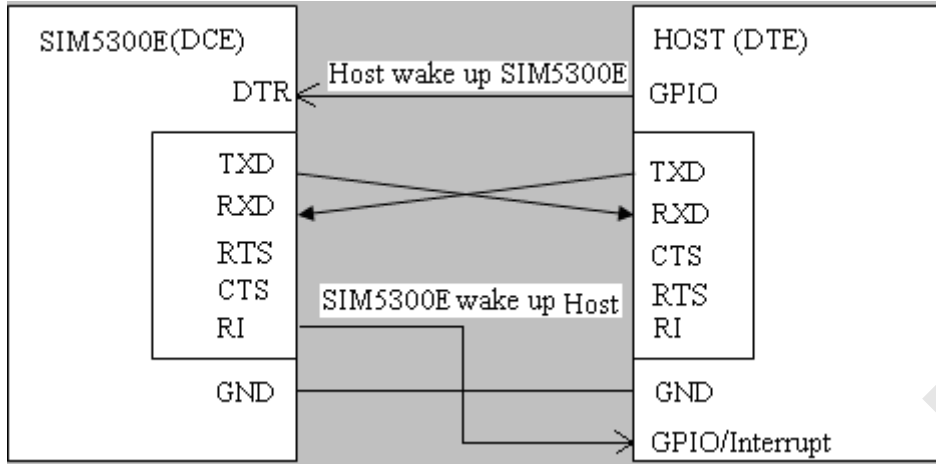 SIM5300E(DCE)
DTR
TXD
RXD
RTS
CTS
RI
GND
Host wake up SIM5300E
SIM5300E wake up Host
HOST (DTE)
GPIO
TXD
RXD
CTS
RTS
RI
GND
GPIO/Interrupt